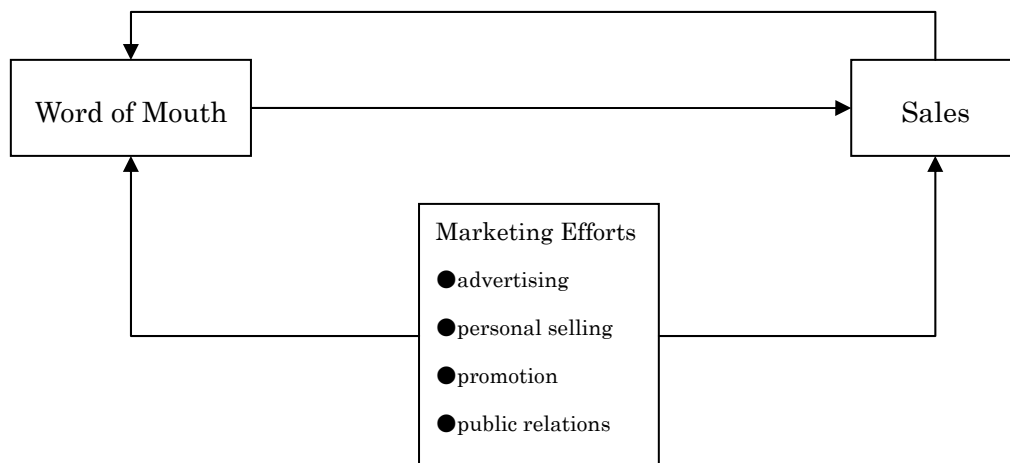 Word of Mouth
Sales
Marketing Efforts
●advertising
●personal selling
●promotion
●public relations